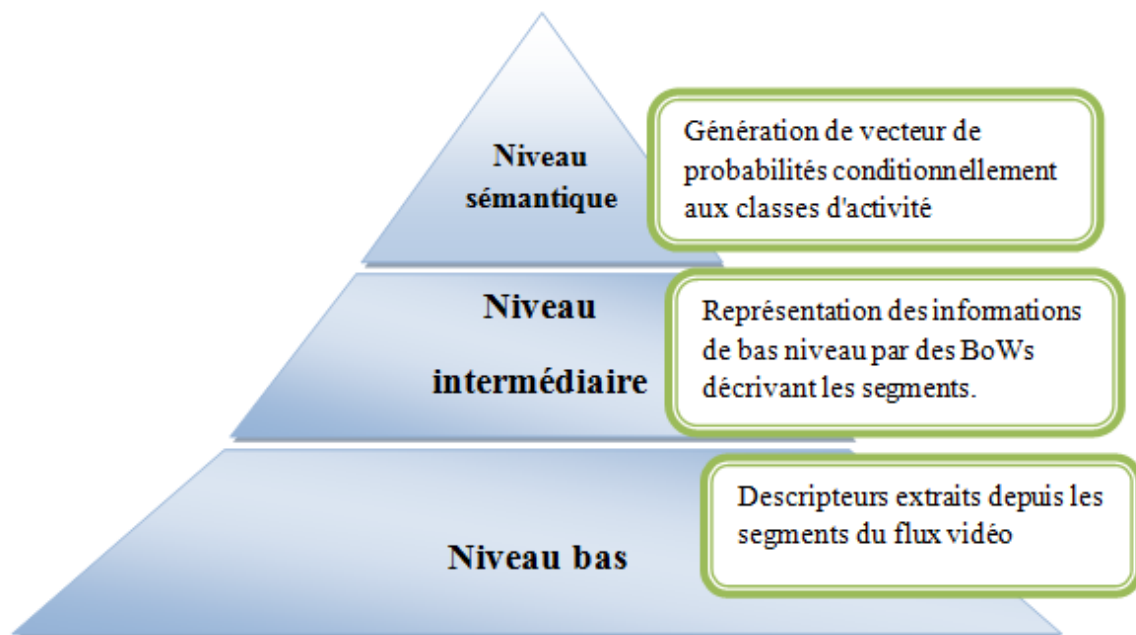 Niveau
sémantique
Génération de vecteur de
probabilités conditionnellement
aux classes d'activité
Niveau
intermédiaire
Représentation des informations
de bas niveau par des BoWs
décrivant les segments.
Niveau bas
Descripteurs extraits depuis les
segments du flux vidéo